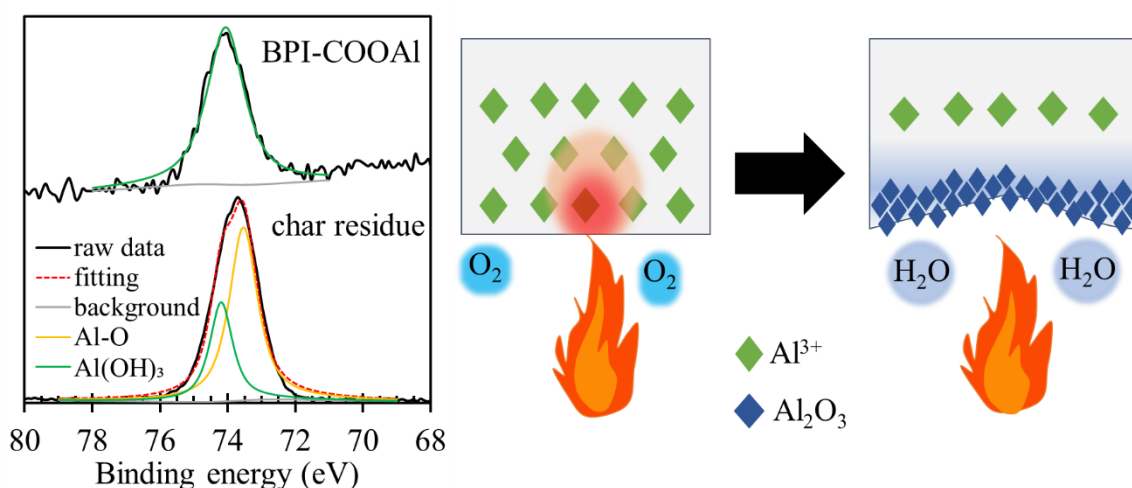 BPI-COOAl
char residue
raw data
fitting
background
Al-O
Al(OH)₃
80 78 76 74 72 70 68
Binding energy (eV)
O₂
O₂
H₂O
H₂O
Al³⁺
Al₂O₃